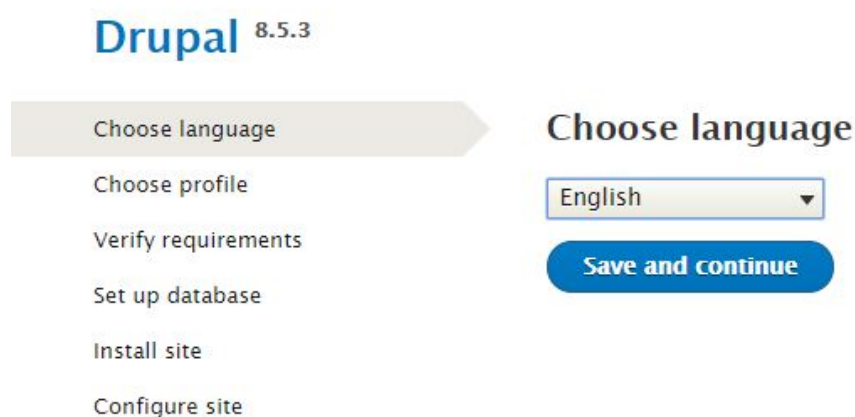 Drupal 8.5.3
Choose language
Choose profile
Verify requirements
Set up database
Install site
Configure site
Choose language
English
Save and continue